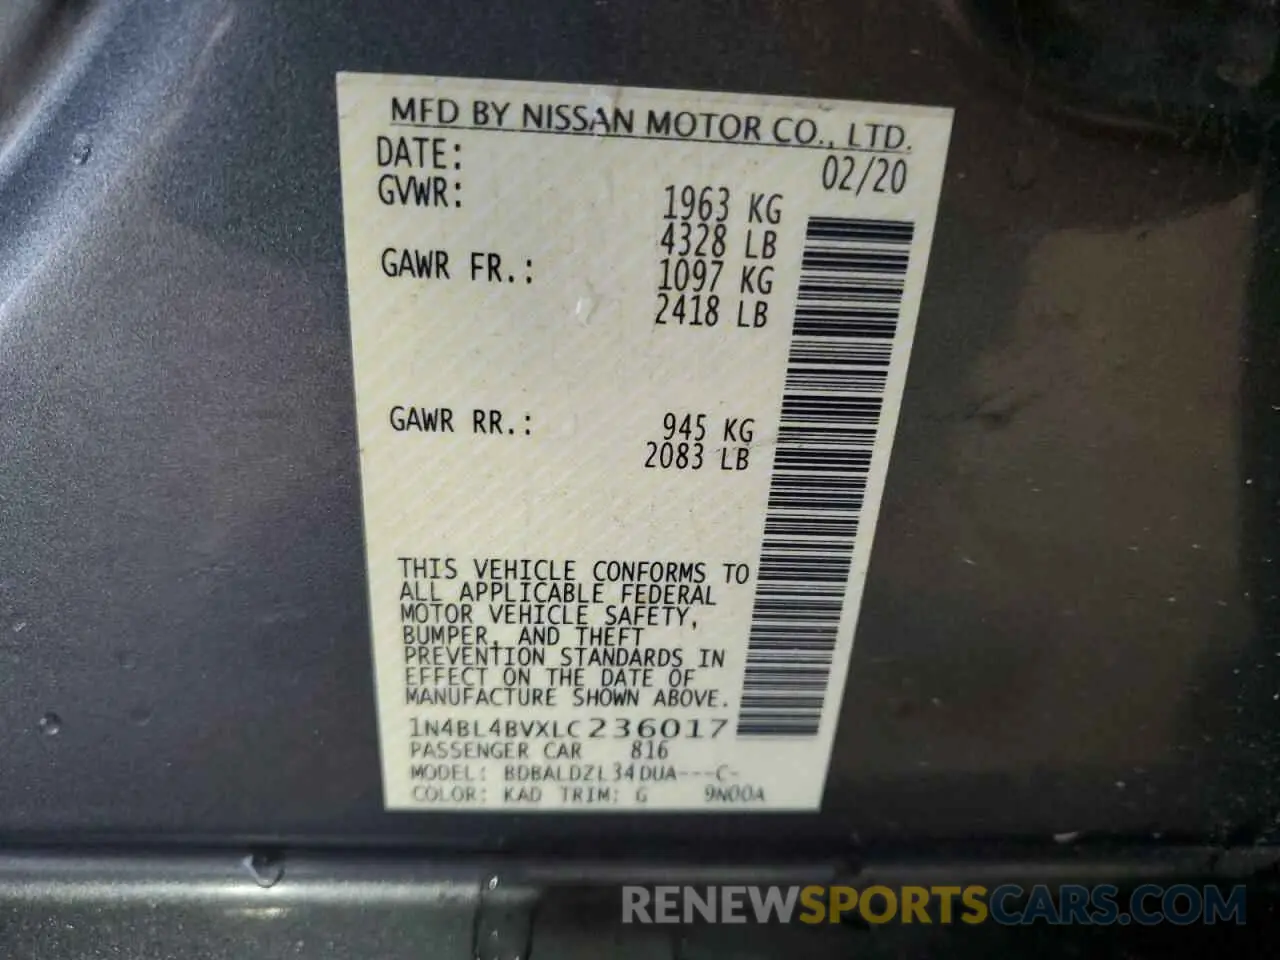 MFD BY NISSAN MOTOR CO., LTD.
DATE: 02/20
GVWR: 1963 KG
4328 LB
GAWR FR.: 1097 KG
2418 LB
GAWR RR.: 945 KG
2083 LB
THIS VEHICLE CONFORMS TO
ALL APPLICABLE FEDERAL
MOTOR VEHICLE SAFETY,
BUMPER, AND THEFT
PREVENTION STANDARDS IN
EFFECT ON THE DATE OF
MANUFACTURE SHOWN ABOVE.
1N4BL4BVXLC236017
PASSENGER CAR 816
MODEL: BDBALDZL34DUA---C-
COLOR: KAD TRIM: G 9N00A
RENEWSPORTSCARS.COM